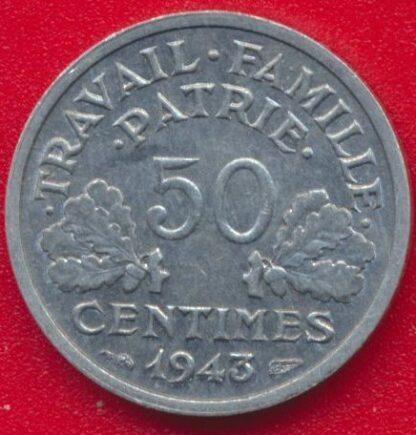 ·TRAVAIL·FAMILLE·
·PATRIE·
50
CENTIMES
1943